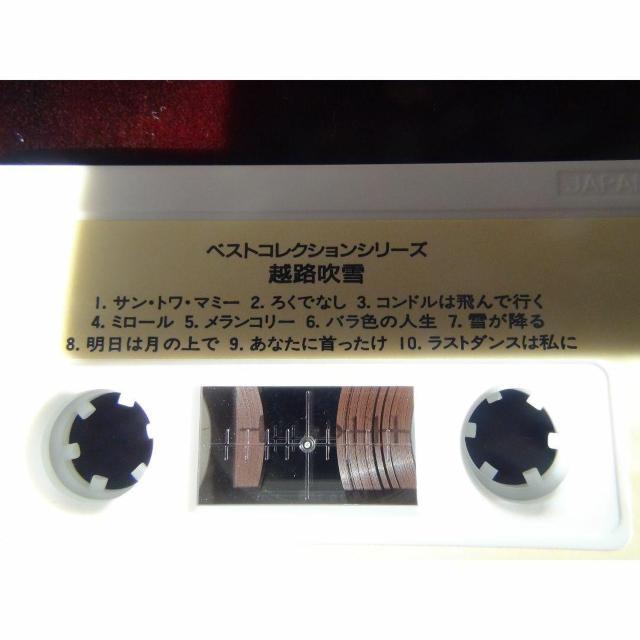 ベストコレクションシリーズ
越路吹雪
1. サン・トワ・マミー 2. ろくでなし 3. コンドルは飛んで行く
4. ミロール 5. メランコリー 6. バラ色の人生 7. 雪が降る
8. 明日は月の上で 9. あなたに首ったけ 10. ラストダンスは私に